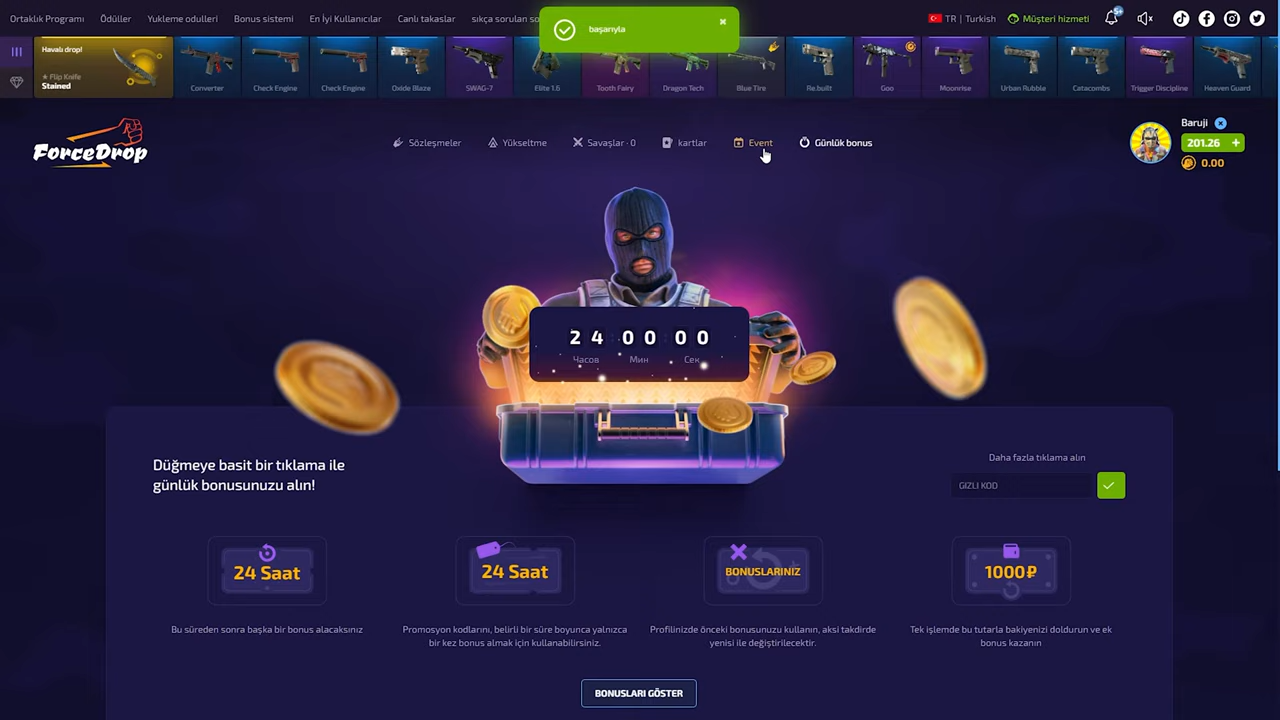 Ortaklık Programı
Ödüller
Yukleme odulleri
Bonus sistemi
En İyi Kullanıcılar
Canlı takaslar
sıkça sorulan so
başarıyla
TR | Turkish
Müşteri hizmeti
5+
Havalı drop!
★ Flip Knife
Stained
Converter
Check Engine
Check Engine
Oxide Blaze
SWAG-7
Elite 1.6
Tooth Fairy
Dragon Tech
Blue Tire
Re.built
Goo
Moonrise
Urban Rubble
Catacombs
Trigger Discipline
Heaven Guard
ForceDrop
Sözleşmeler
Yükseltme
Savaşlar · 0
kartlar
Event
Günlük bonus
Baruji
201.26 +
0.00
24 00 00
Часов Мин Сек
Düğmeye basit bir tıklama ile
günlük bonusunuzu alın!
Daha fazla tıklama alın
GIZLI KOD
24 Saat
24 Saat
BONUSLARINIZ
1000₽
Bu süreden sonra başka bir bonus alacaksınız
Promosyon kodlarını, belirli bir süre boyunca yalnızca
bir kez bonus almak için kullanabilirsiniz.
Profilinizde önceki bonusunuzu kullanın, aksi takdirde
yenisi ile değiştirilecektir.
Tek işlemde bu tutarla bakiyenizi doldurun ve ek
bonus kazanın
BONUSLARI GÖSTER